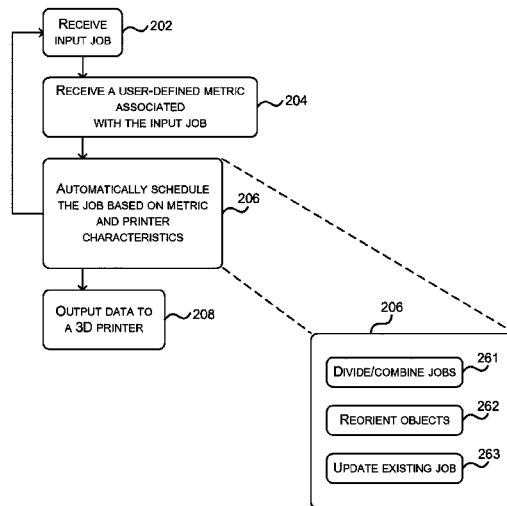 RECEIVE
INPUT JOB
202
RECEIVE A USER-DEFINED METRIC
ASSOCIATED
WITH THE INPUT JOB
204
AUTOMATICALLY SCHEDULE
THE JOB BASED ON METRIC
AND PRINTER
CHARACTERISTICS
206
OUTPUT DATA TO
A 3D PRINTER
208
206
DIVIDE/COMBINE JOBS
261
REORIENT OBJECTS
262
UPDATE EXISTING JOB
263